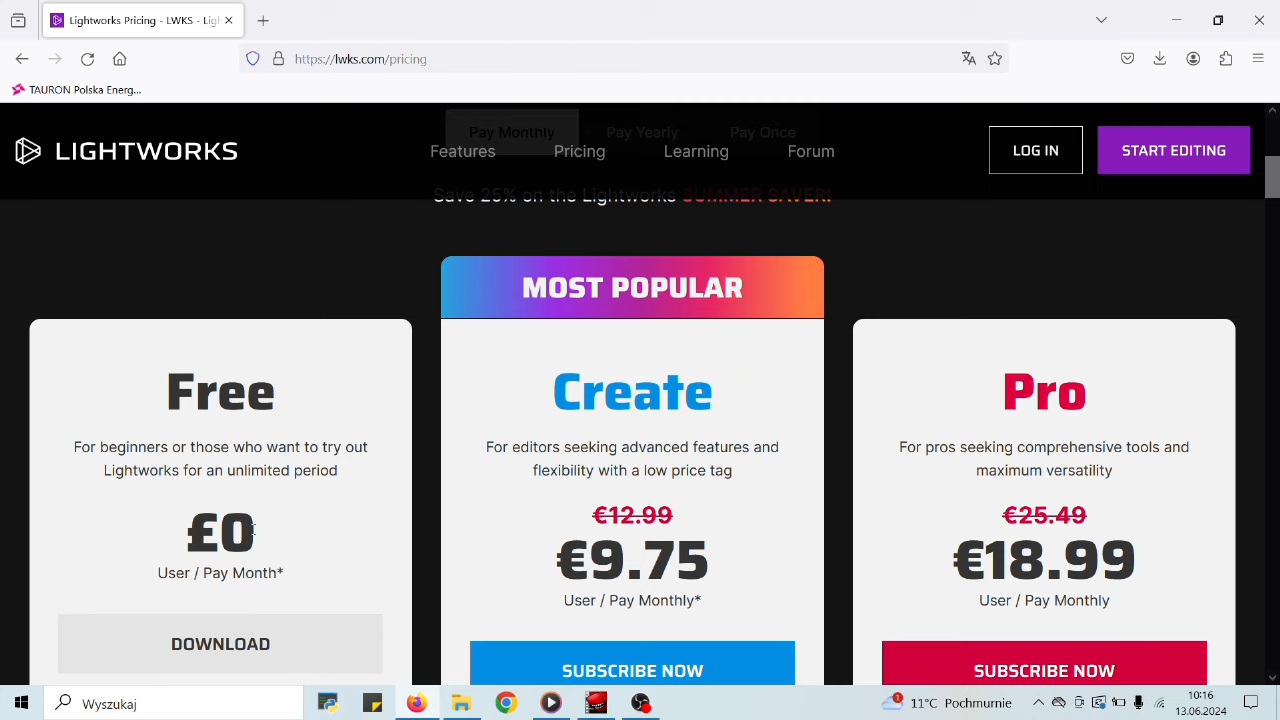 Lightworks Pricing - LWKS - Ligh
https://lwks.com/pricing
TAURON Polska Energ...
Pay Monthly Pay Yearly Pay Once
LIGHTWORKS
Features Pricing Learning Forum
LOG IN
START EDITING
Save 25% on the Lightworks SUMMER SAVER!
MOST POPULAR
Free
For beginners or those who want to try out
Lightworks for an unlimited period
£0
User / Pay Month*
DOWNLOAD
Create
For editors seeking advanced features and
flexibility with a low price tag
€12.99
€9.75
User / Pay Monthly*
SUBSCRIBE NOW
Pro
For pros seeking comprehensive tools and
maximum versatility
€25.49
€18.99
User / Pay Monthly
SUBSCRIBE NOW
Wyszukaj
1
11°C Pochmurnie
10:16
13.06.2024